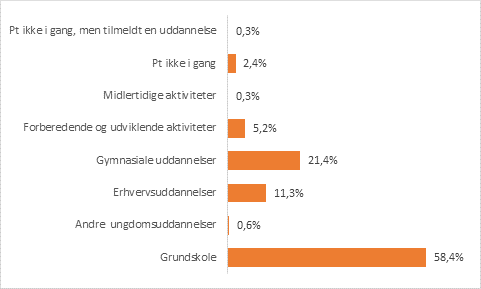 Pt ikke i gang, men tilmeldt en uddannelse 0,3%
Pt ikke i gang 2,4%
Midlertidige aktiviteter 0,3%
Forberedende og udviklende aktiviteter 5,2%
Gymnasiale uddannelser 21,4%
Erhvervsuddannelser 11,3%
Andre ungdomsuddannelser 0,6%
Grundskole 58,4%